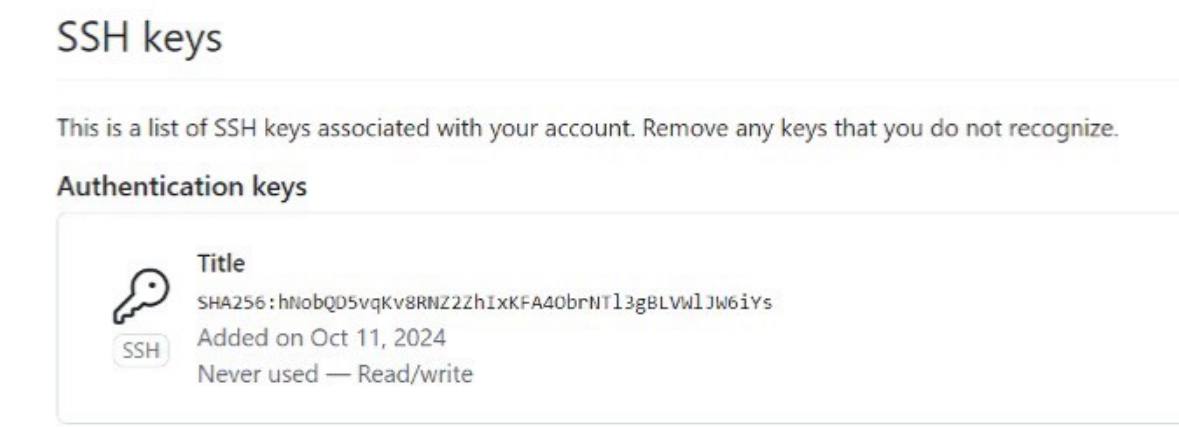 SSH keys
This is a list of SSH keys associated with your account. Remove any keys that you do not recognize.
Authentication keys
Title
SHA256:hNobQD5vqKv8RNZ2ZhIxKFA4ObrNTl3gBLVWlJW6iYs
SSH
Added on Oct 11, 2024
Never used — Read/write